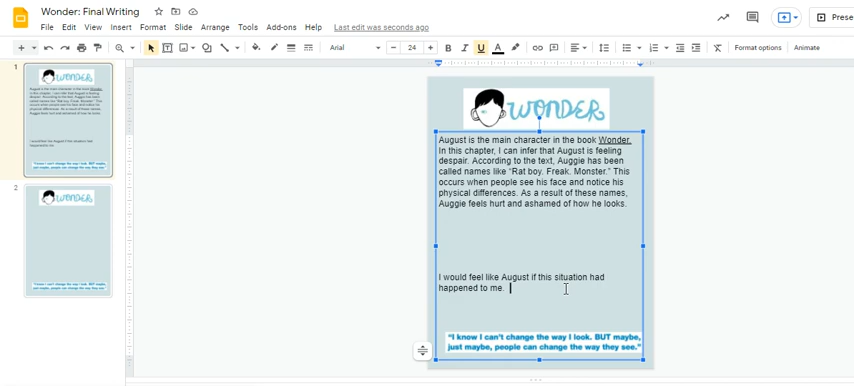 Wonder: Final Writing
File Edit View Insert Format Slide Arrange Tools Add-ons Help Last edit was seconds ago
Prese
Arial 24 B I U A Format options Animate
1
2
WONDER
August is the main character in the book Wonder.
In this chapter, I can infer that August is feeling
despair. According to the text, Auggie has been
called names like "Rat boy. Freak. Monster." This
occurs when people see his face and notice his
physical differences. As a result of these names,
Auggie feels hurt and ashamed of how he looks.
I would feel like August if this situation had
happened to me.
"I know I can't change the way I look. BUT maybe,
just maybe, people can change the way they see."